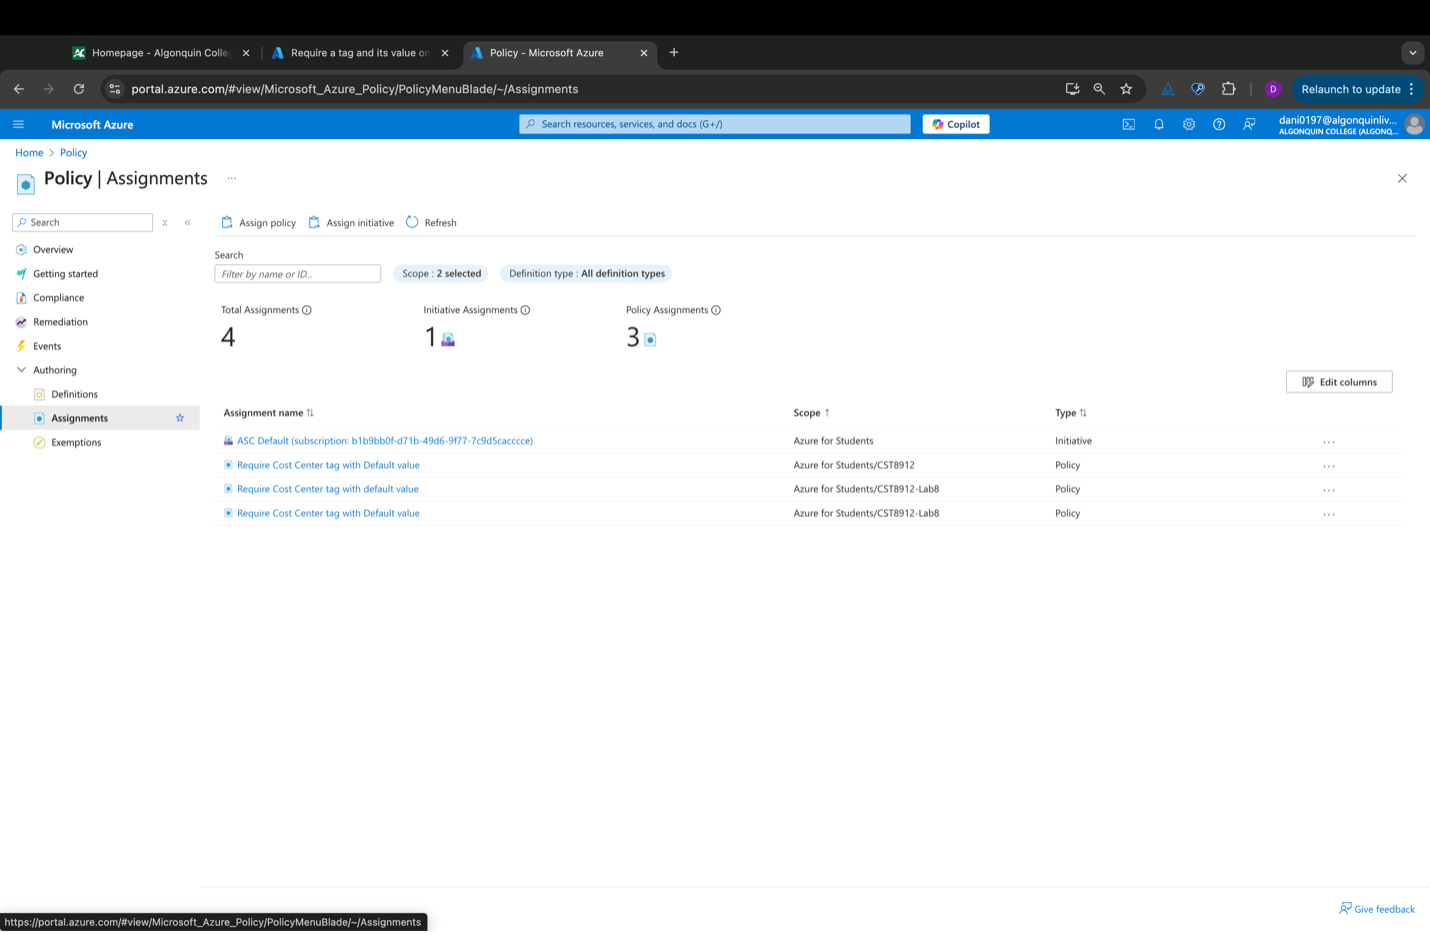 Homepage - Algonquin Colle
Require a tag and its value on
Policy - Microsoft Azure
portal.azure.com/#view/Microsoft_Azure_Policy/PolicyMenuBlade/~/Assignments
D
Relaunch to update
Microsoft Azure
Search resources, services, and docs (G+/)
Copilot
dani0197@algonquinliv...
ALGONQUIN COLLEGE (ALGONQ...
Home > Policy
Policy | Assignments ...
Search
Assign policy
Assign initiative
Refresh
Overview
Getting started
Compliance
Remediation
Events
Authoring
Definitions
Assignments
Exemptions
Search
Filter by name or ID...
Scope : 2 selected
Definition type : All definition types
Total Assignments
Initiative Assignments
Policy Assignments
4
1
3
Edit columns
Assignment name Scope Type
ASC Default (subscription: b1b9bb0f-d71b-49d6-9f77-7c9d5cacccce) Azure for Students Initiative ...
Require Cost Center tag with Default value Azure for Students/CST8912 Policy ...
Require Cost Center tag with default value Azure for Students/CST8912-Lab8 Policy ...
Require Cost Center tag with Default value Azure for Students/CST8912-Lab8 Policy ...
Give feedback
https://portal.azure.com/#view/Microsoft_Azure_Policy/PolicyMenuBlade/~/Assignments